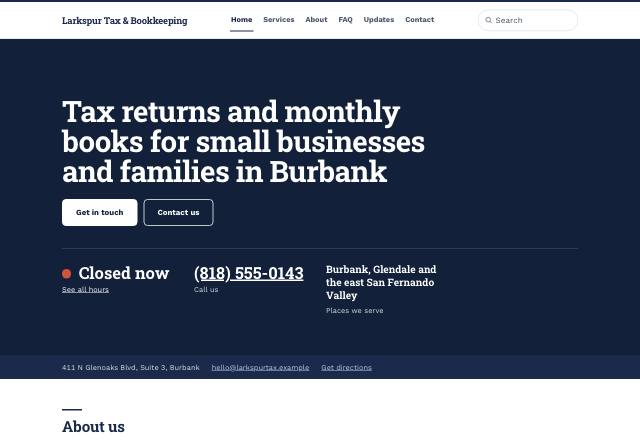 Larkspur Tax & Bookkeeping
Home Services About FAQ Updates Contact
Search
Tax returns and monthly
books for small businesses
and families in Burbank
Get in touch
Contact us
Closed now
See all hours
(818) 555-0143
Call us
Burbank, Glendale and
the east San Fernando
Valley
Places we serve
411 N Glenoaks Blvd, Suite 3, Burbank hello@larkspurtax.example Get directions
About us